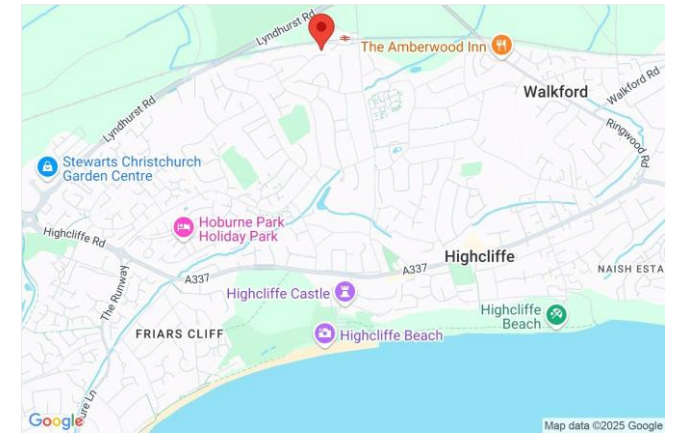 Lyndhurst Rd
The Amberwood Inn
Walkford
Walkford Rd
Ringwood Rd
Lyndhurst Rd
Stewarts Christchurch
Garden Centre
Hoburne Park
Holiday Park
Highcliffe Rd
Highcliffe
A337
A337
NAISH ESTA
The Runway
Highcliffe Castle
Highcliffe
Beach
FRIARS CLIFF
Highcliffe Beach
ure Ln
Google
Map data ©2025 Google